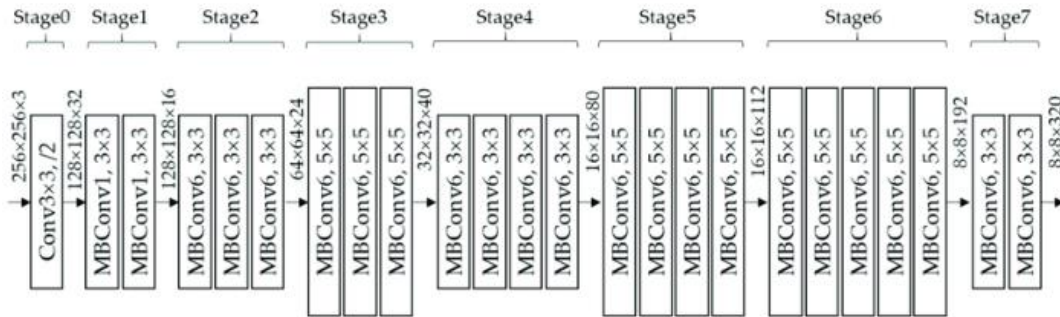 Stage0
Stage1
Stage2
Stage3
Stage4
Stage5
Stage6
Stage7
256×256×3
Conv3×3, /2
128×128×32
MBConv1, 3×3
MBConv1, 3×3
128×128×16
MBConv6, 3×3
MBConv6, 3×3
MBConv6, 3×3
64×64×24
MBConv6, 5×5
MBConv6, 5×5
MBConv6, 5×5
32×32×40
MBConv6, 3×3
MBConv6, 3×3
MBConv6, 3×3
MBConv6, 3×3
16×16×80
MBConv6, 5×5
MBConv6, 5×5
MBConv6, 5×5
MBConv6, 5×5
16×16×112
MBConv6, 5×5
MBConv6, 5×5
MBConv6, 5×5
MBConv6, 5×5
MBConv6, 5×5
8×8×192
MBConv6, 3×3
MBConv6, 3×3
8×8×320